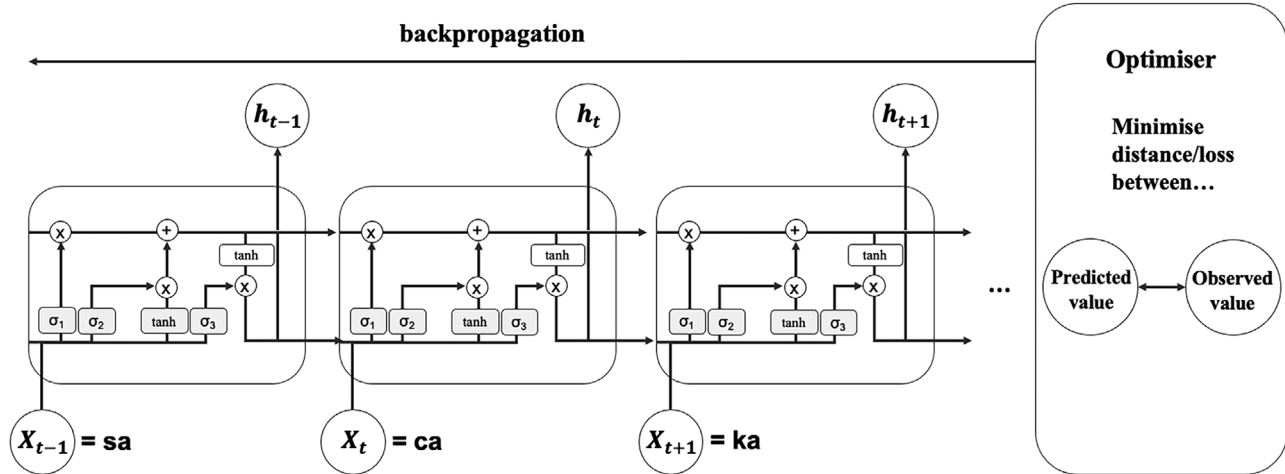 backpropagation
Optimiser
Minimise
distance/loss
between...
h_{t-1}
h_t
h_{t+1}
x + tanh x x
σ₁ σ₂ tanh σ₃
x + tanh x x
σ₁ σ₂ tanh σ₃
x + tanh x x
σ₁ σ₂ tanh σ₃
...
Predicted
value
Observed
value
X_{t-1} = sa
X_t = ca
X_{t+1} = ka